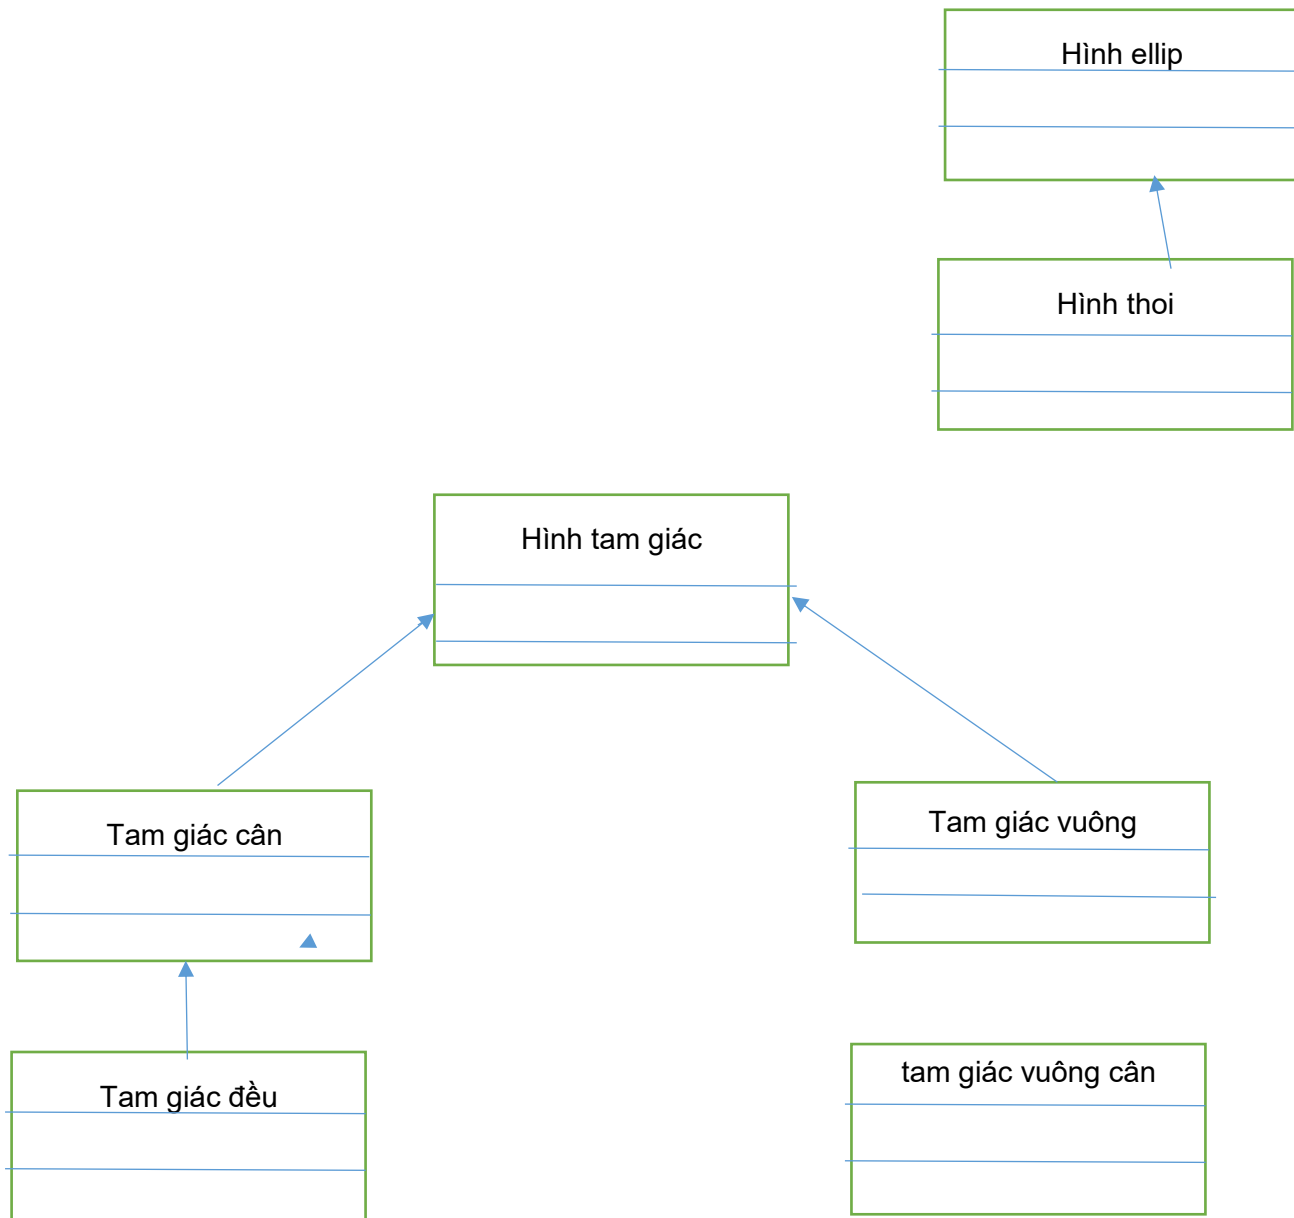 Hình ellip
Hình thoi
Hình tam giác
Tam giác cân
Tam giác vuông
Tam giác đều
tam giác vuông cân